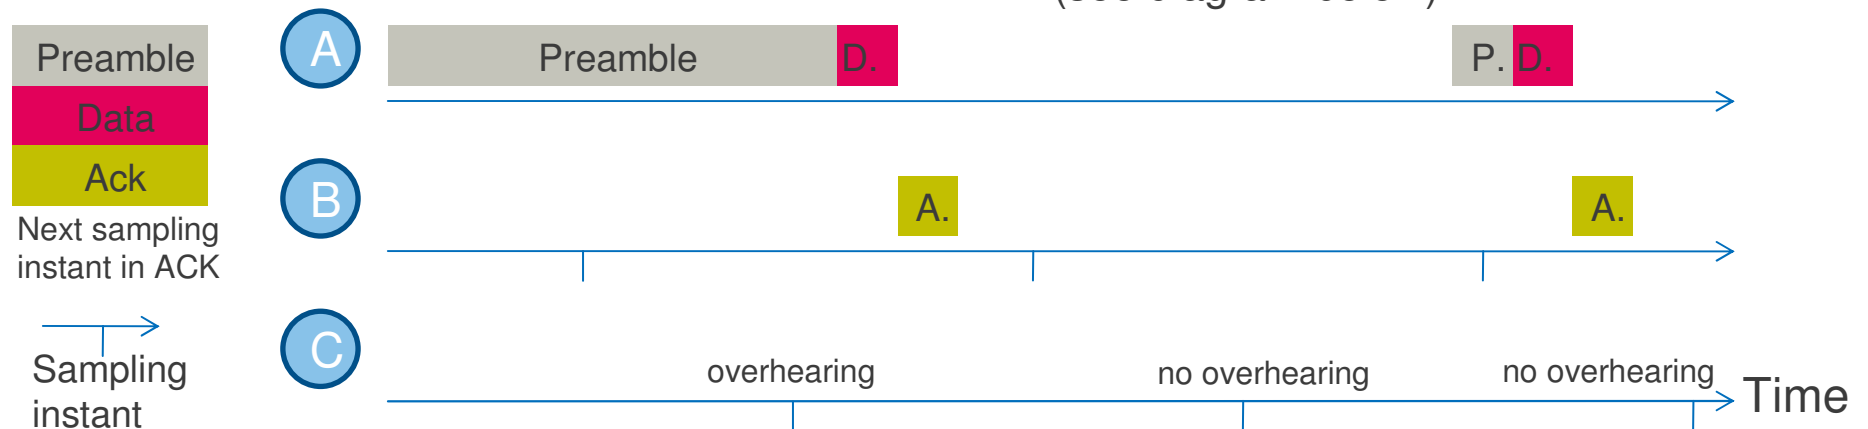 Preamble
Data
Ack
Next sampling
instant in ACK
Sampling
instant
A
Preamble
D.
P.
D.
B
A.
A.
C
overhearing
no overhearing
no overhearing
Time